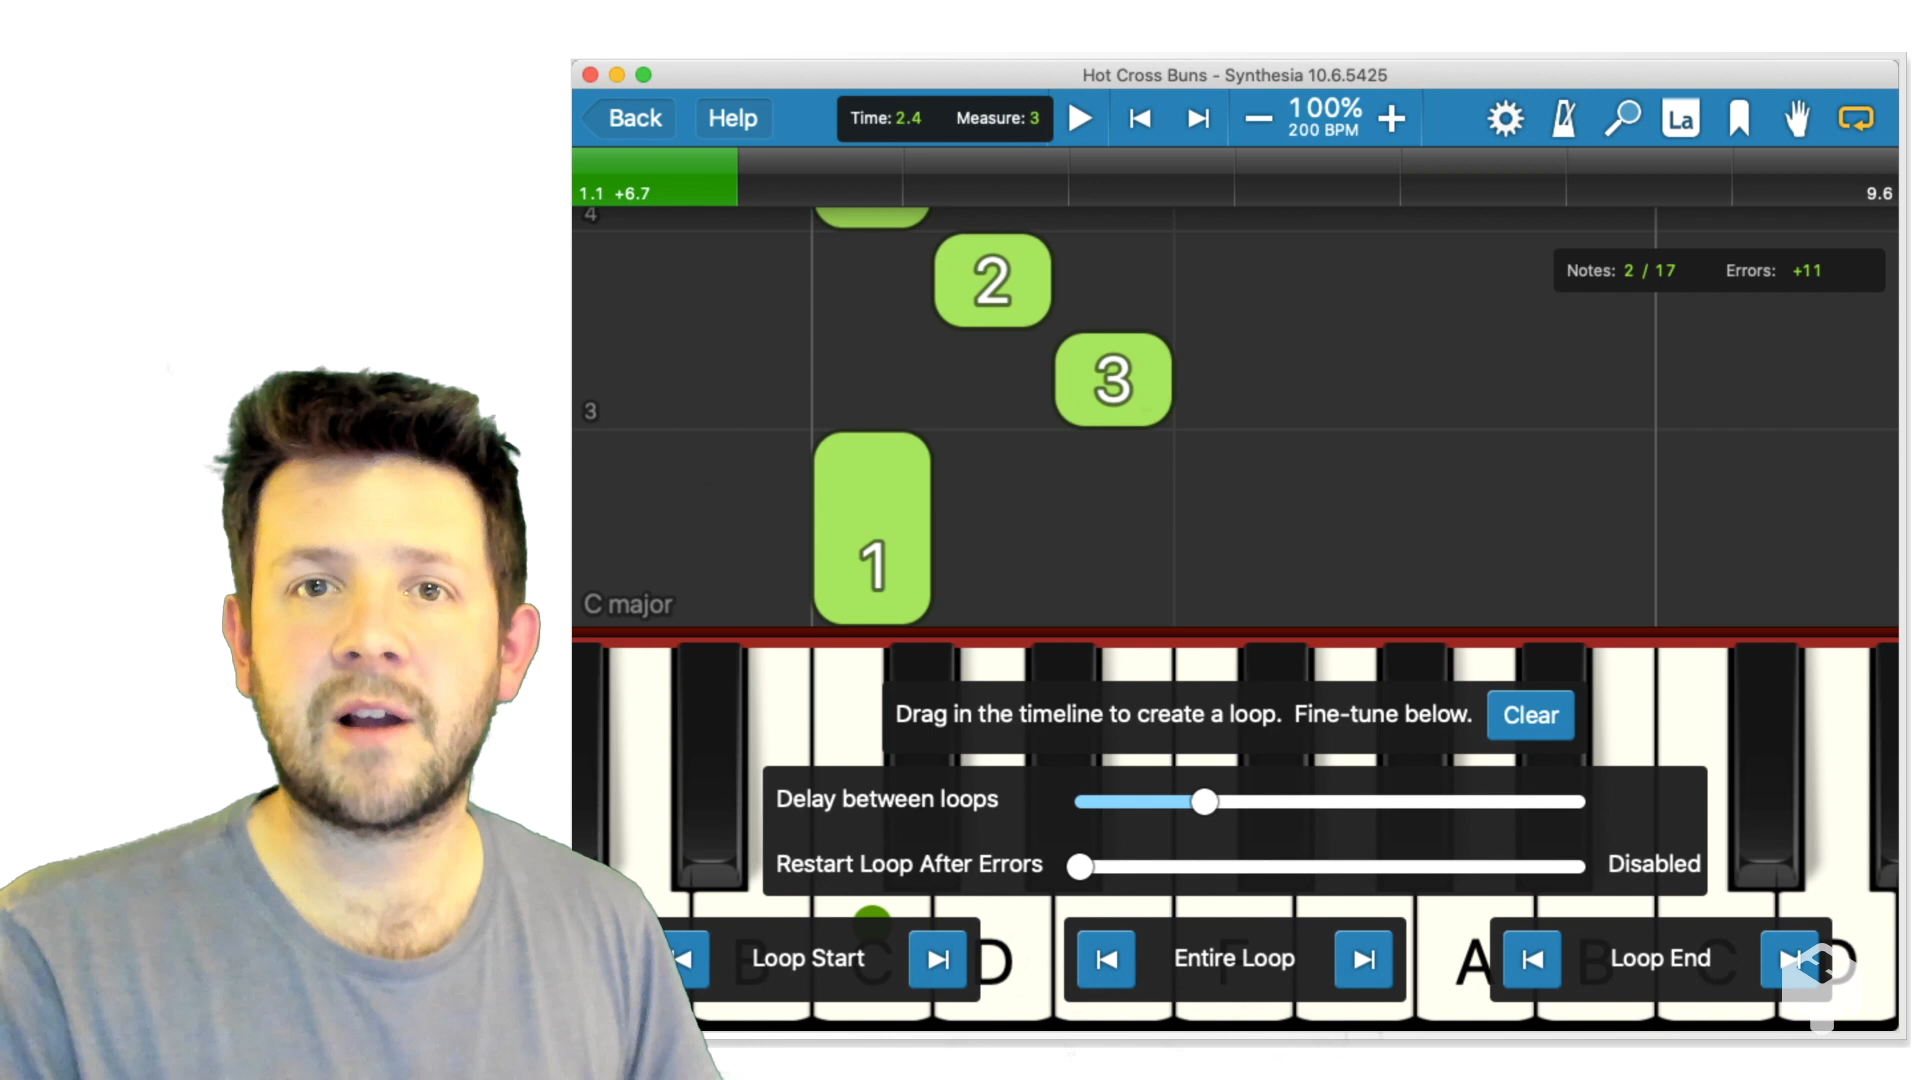 Hot Cross Buns - Synthesia 10.6.5425
Back Help Time: 2.4 Measure: 3 100% La
200 BPM
1.1 +6.7 9.6
4
2 Notes: 2 / 17 Errors: +11
3
3
1
C major
Drag in the timeline to create a loop. Fine-tune below. Clear
Delay between loops
Restart Loop After Errors Disabled
B Loop Start C D Entire Loop F A B Loop End C D